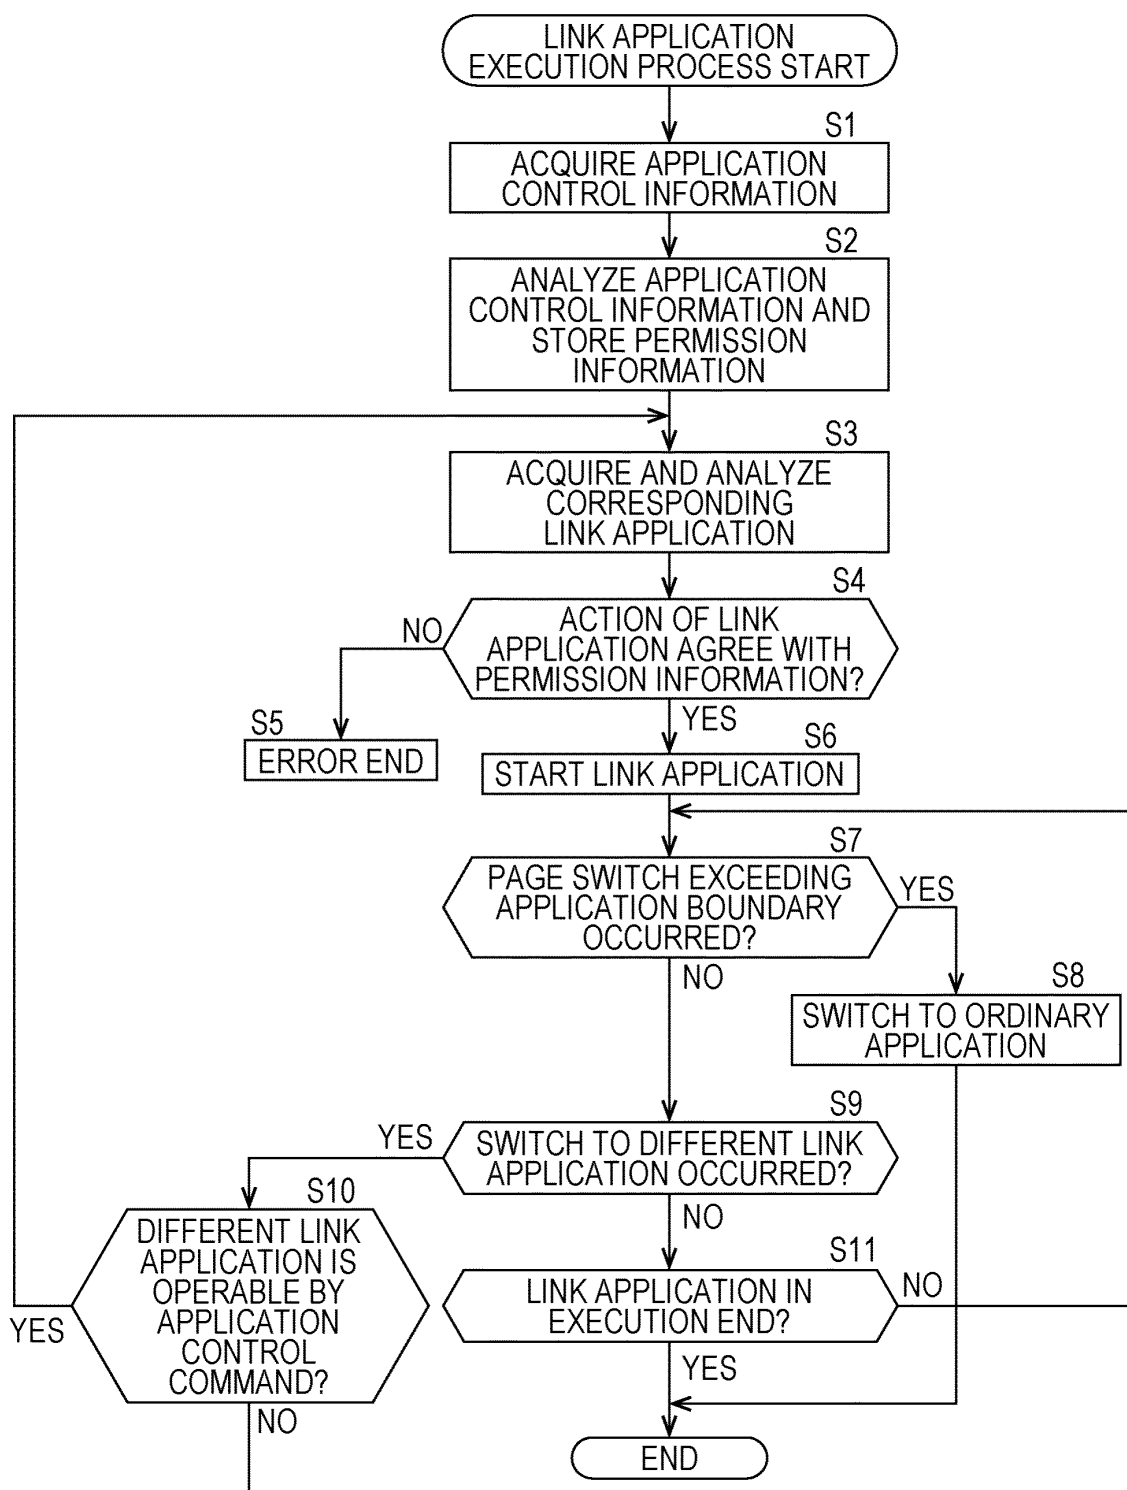 LINK APPLICATION
EXECUTION PROCESS START
S1
ACQUIRE APPLICATION
CONTROL INFORMATION
S2
ANALYZE APPLICATION
CONTROL INFORMATION AND
STORE PERMISSION
INFORMATION
S3
ACQUIRE AND ANALYZE
CORRESPONDING
LINK APPLICATION
S4
ACTION OF LINK
APPLICATION AGREE WITH
PERMISSION INFORMATION?
NO
YES
S5
ERROR END
S6
START LINK APPLICATION
S7
PAGE SWITCH EXCEEDING
APPLICATION BOUNDARY
OCCURRED?
YES
NO
S8
SWITCH TO ORDINARY
APPLICATION
S9
SWITCH TO DIFFERENT LINK
APPLICATION OCCURRED?
YES
NO
S10
DIFFERENT LINK
APPLICATION IS
OPERABLE BY
APPLICATION
CONTROL
COMMAND?
YES
NO
S11
LINK APPLICATION IN
EXECUTION END?
NO
YES
END